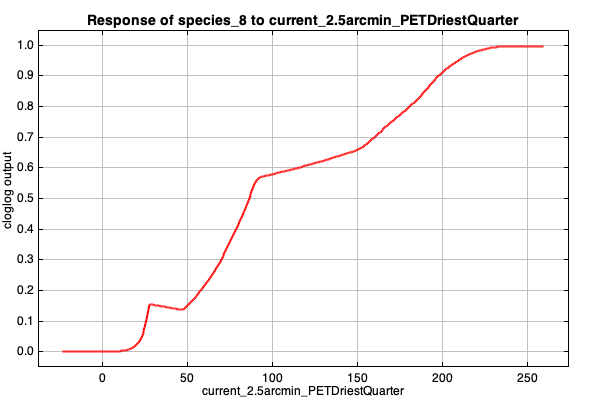 Response of species_8 to current_2.5arcmin_PETDriestQuarter
1.0
0.9
0.8
0.7
0.6
0.5
0.4
0.3
0.2
0.1
0.0
cloglog output
0 50 100 150 200 250
current_2.5arcmin_PETDriestQuarter